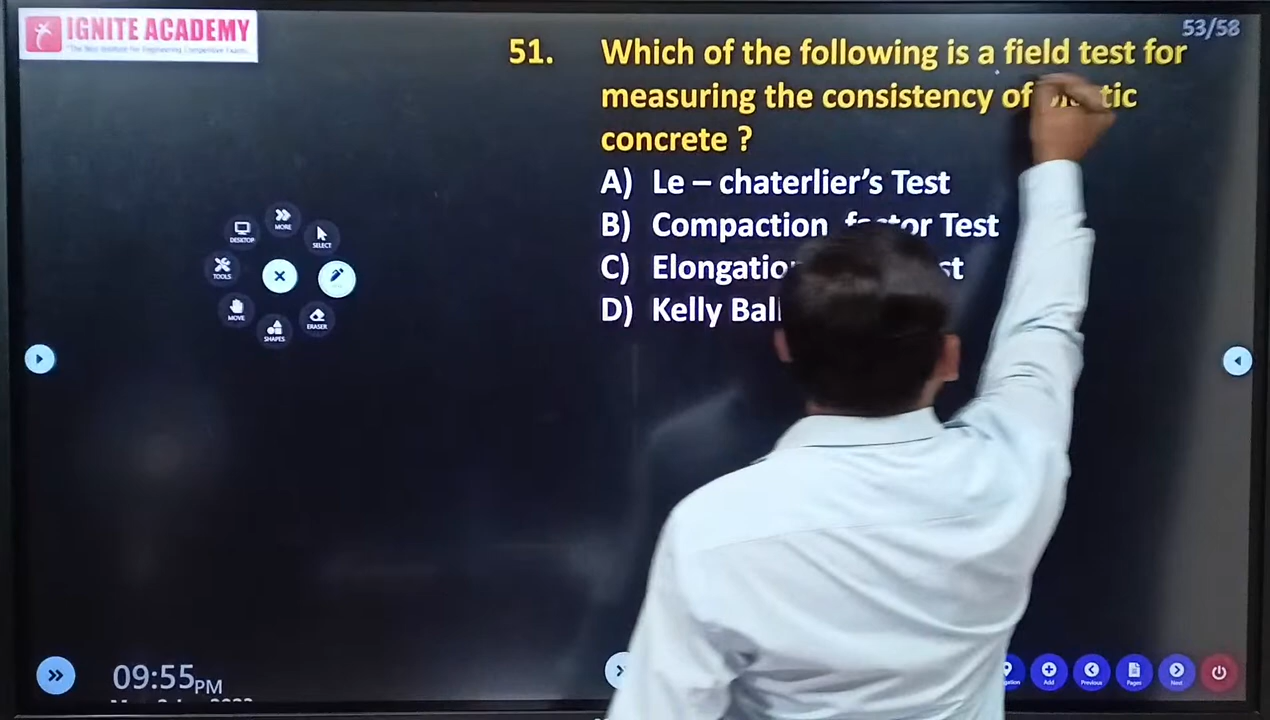 IGNITE ACADEMY
"The Best Institute for Engineering Competitive Exams
53/58
51. Which of the following is a field test for
measuring the consistency of
concrete ?
A) Le – chaterlier's Test
B) Compaction factor Test
C)
D) Kelly Ball
MORE
DESKTOP
SELECT
TOOLS
MOVE
ERASER
SHAPES
09:55PM
Add
Previous
Pages
Next